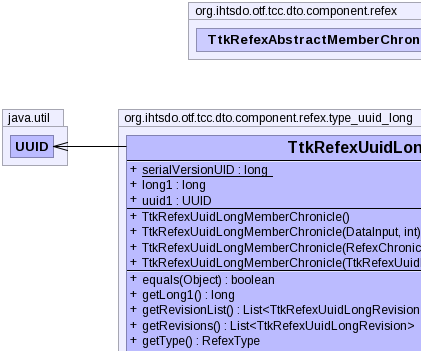 org.ihtsdo.otf.tcc.dto.component.refex
TtkRefexAbstractMemberChron
java.util
UUID
org.ihtsdo.otf.tcc.dto.component.refex.type_uuid_long
TtkRefexUuidLon
+ serialVersionUID : long
+ long1 : long
+ uuid1 : UUID
+ TtkRefexUuidLongMemberChronicle()
+ TtkRefexUuidLongMemberChronicle(DataInput, int)
+ TtkRefexUuidLongMemberChronicle(RefexChronic
+ TtkRefexUuidLongMemberChronicle(TtkRefexUuidL
+ equals(Object) : boolean
+ getLong1() : long
+ getRevisionList() : List<TtkRefexUuidLongRevision
+ getRevisions() : List<TtkRefexUuidLongRevision>
+ getType() : RefexType